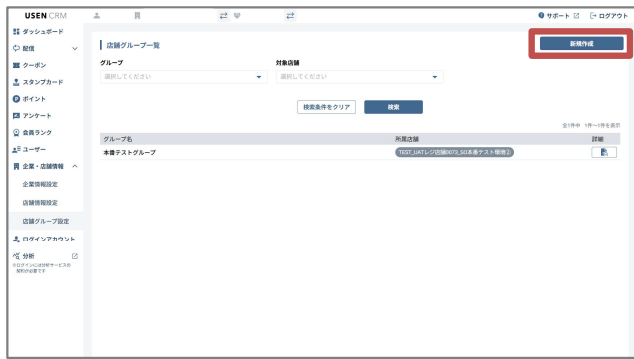 USEN CRM
サポート
ログアウト
ダッシュボード
配信
クーポン
スタンプカード
ポイント
アンケート
会員ランク
ユーザー
企業・店舗情報
企業情報設定
店舗情報設定
店舗グループ設定
ログインアカウント
分析
※ログインには分析サービスの
契約が必要です
店舗グループ一覧
新規作成
グループ
対象店舗
選択してください
選択してください
検索条件をクリア
検索
全1件中 1件～1件を表示
グループ名
所属店舗
詳細
本番テストグループ
TEST_UATレジ店舗0073_SO本番テスト環境②